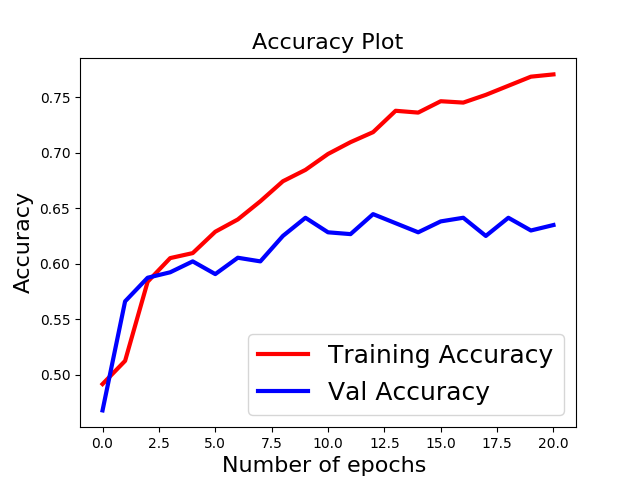 Accuracy Plot
Accuracy
0.75
0.70
0.65
0.60
0.55
0.50
Training Accuracy
Val Accuracy
0.0 2.5 5.0 7.5 10.0 12.5 15.0 17.5 20.0
Number of epochs